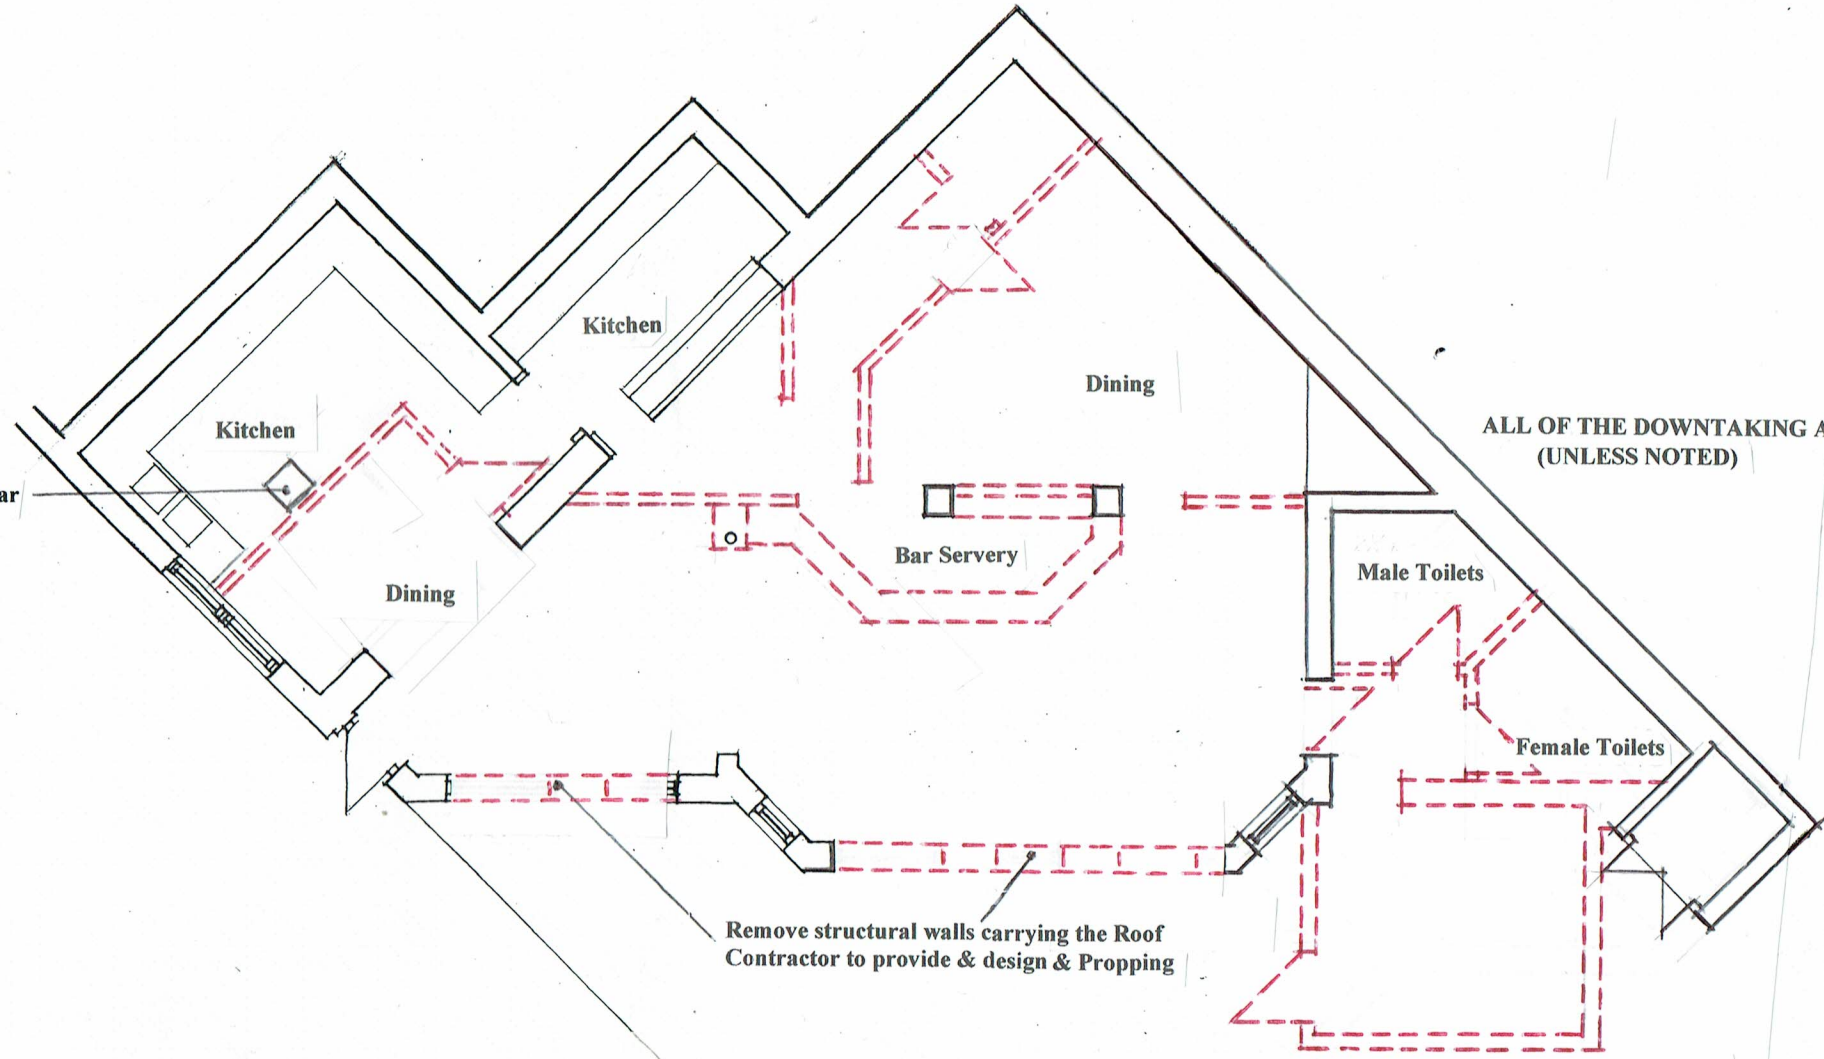 Kitchen
Dining
Kitchen
ALL OF THE DOWNTAKING
(UNLESS NOTED)
Bar Servery
Male Toilets
Dining
Female Toilets
Remove structural walls carrying the Roof
Contractor to provide & design & Propping